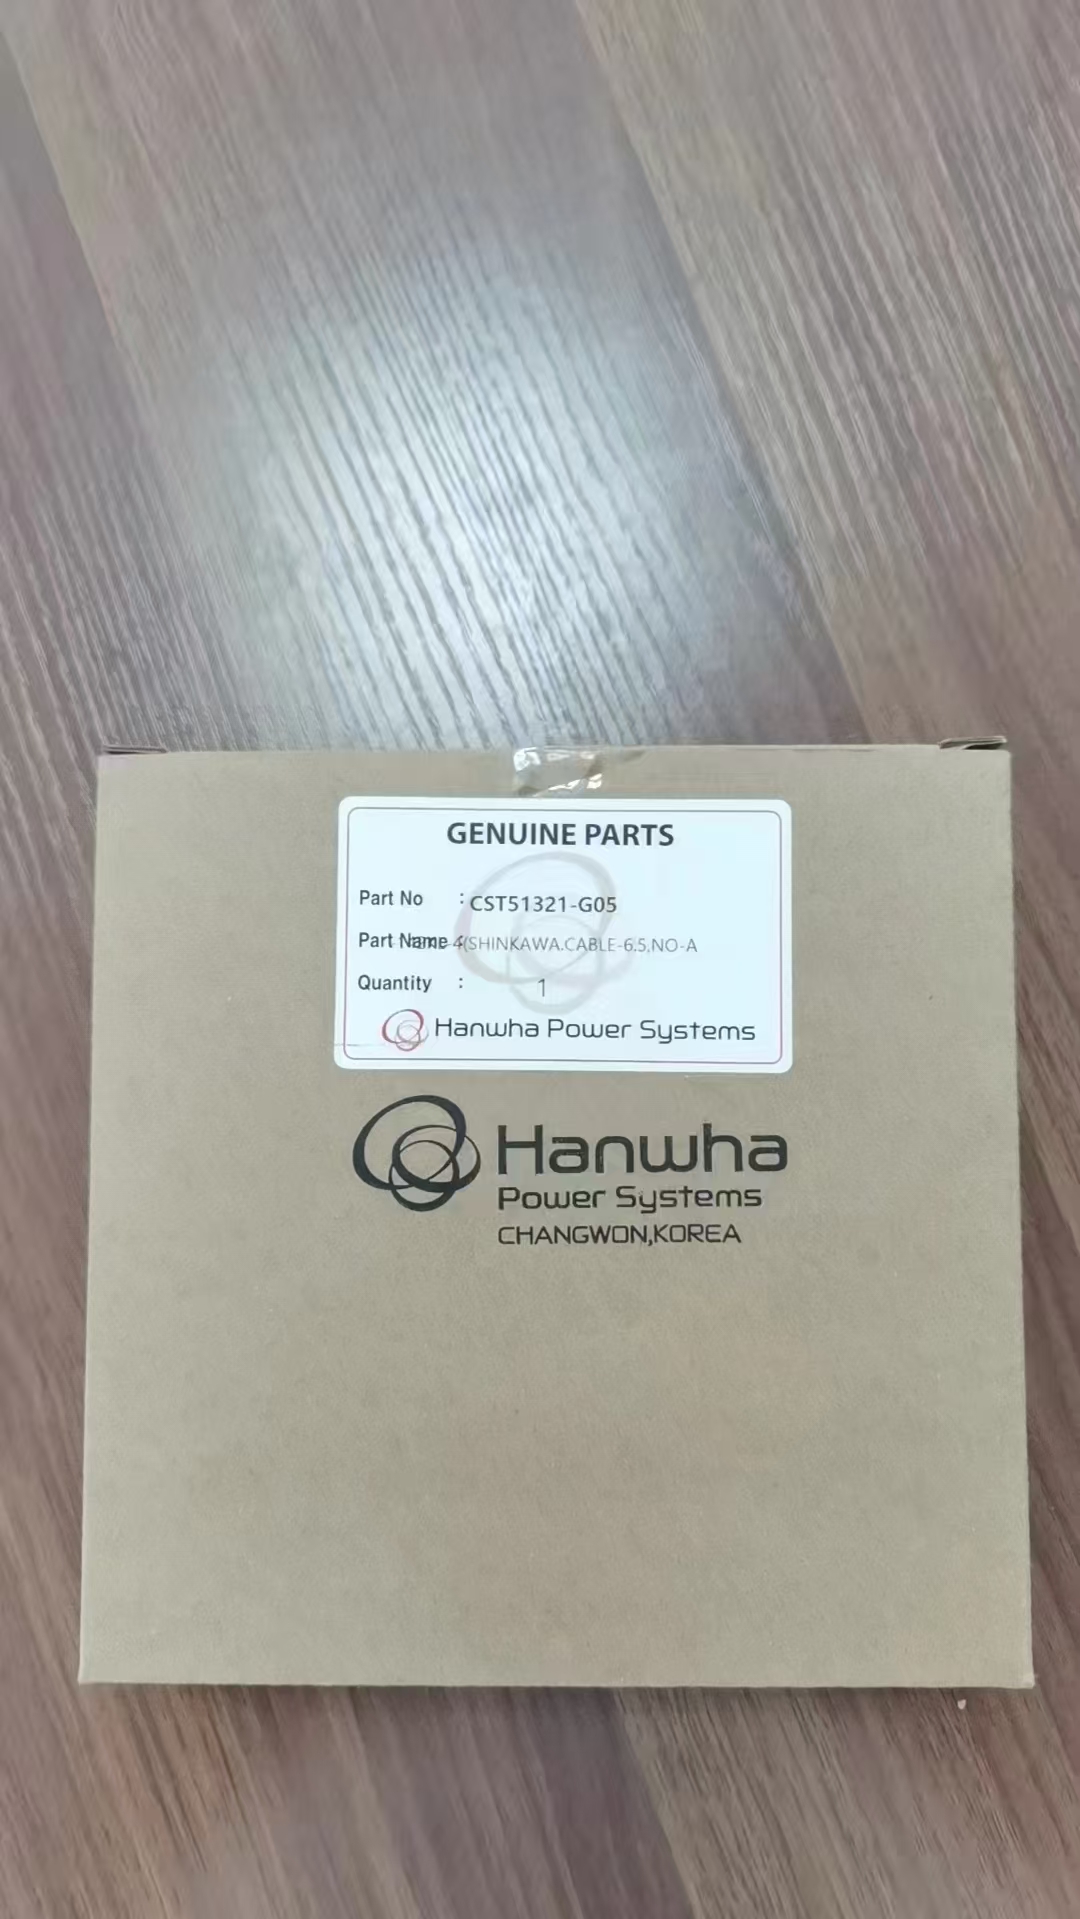 GENUINE PARTS
Part No : CST51321-G05
Part Name : 4(SHINKAWA.CABLE-6.5,NO-A
Quantity : 1
Hanwha Power Systems
Hanwha
Power Systems
CHANGWON,KOREA